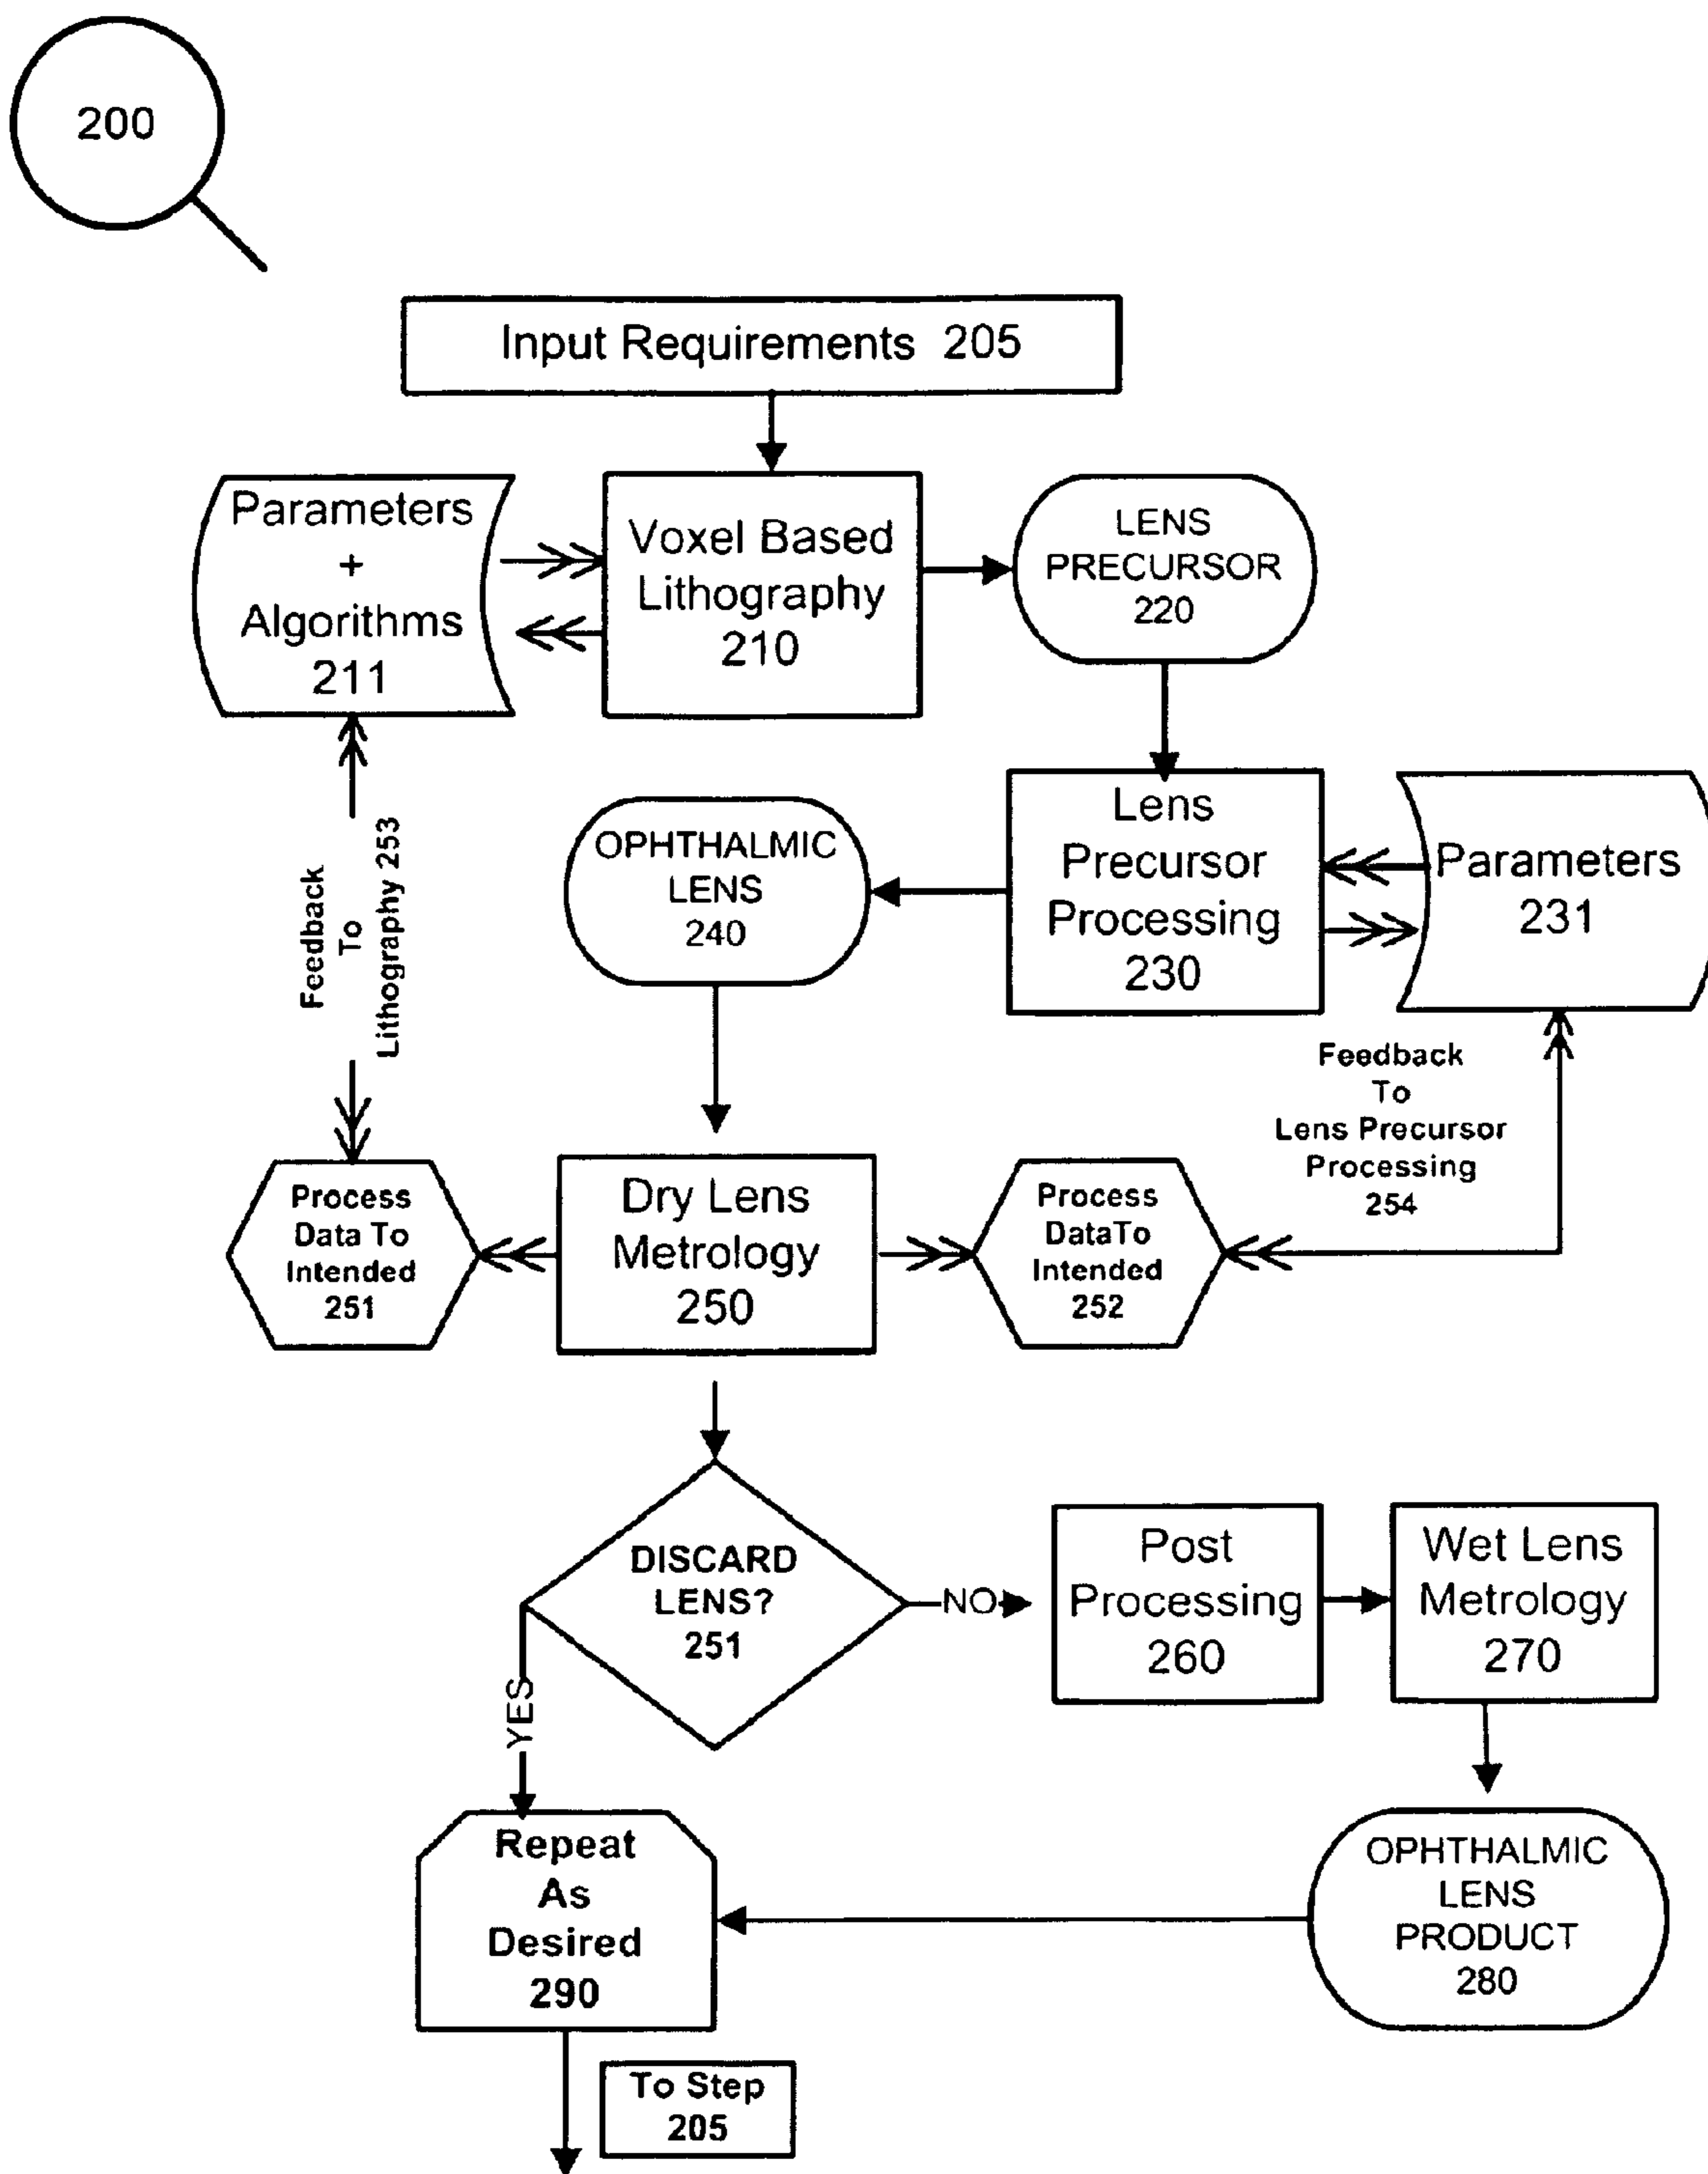 200
Input Requirements 205
Parameters
+
Algorithms
211
Voxel Based
Lithography
210
LENS
PRECURSOR
220
Lens
Precursor
Processing
230
Parameters
231
OPHTHALMIC
LENS
240
Feedback
To
Lithography 253
Feedback
To
Lens Precursor
Processing
254
Process
Data To
Intended
251
Dry Lens
Metrology
250
Process
DataTo
Intended
252
DISCARD
LENS?
251
NO
YES
Post
Processing
260
Wet Lens
Metrology
270
OPHTHALMIC
LENS
PRODUCT
280
Repeat
As
Desired
290
To Step
205